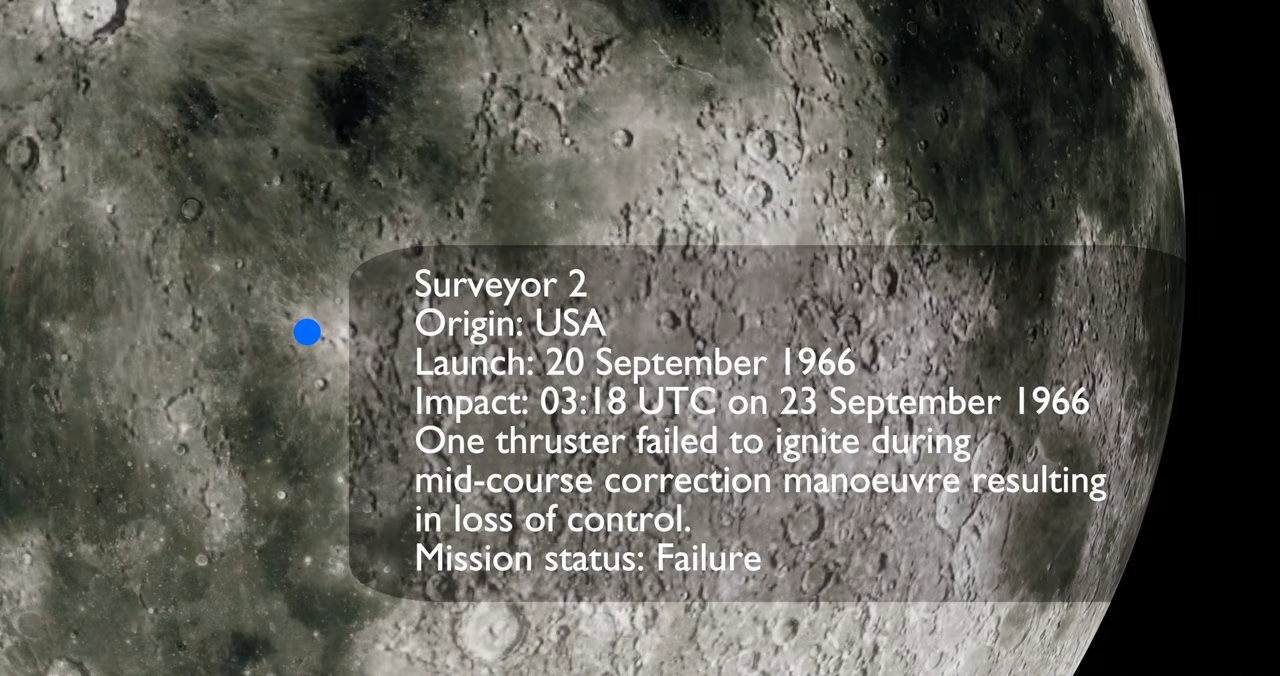 Surveyor 2
Origin: USA
Launch: 20 September 1966
Impact: 03:18 UTC on 23 September 1966
One thruster failed to ignite during
mid-course correction manoeuvre resulting
in loss of control.
Mission status: Failure